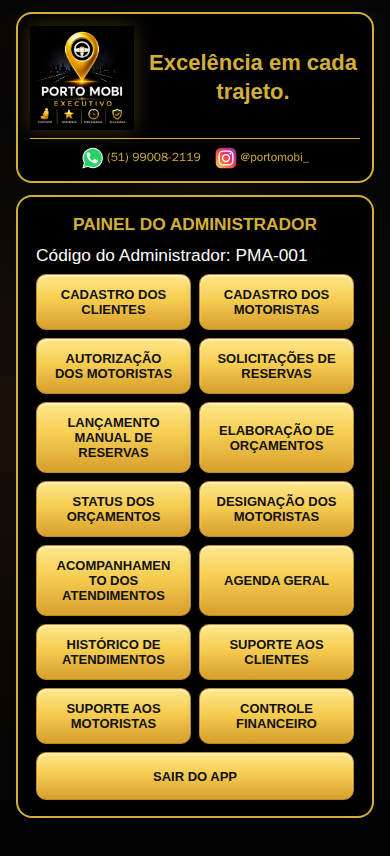 PORTO MOBI
EXECUTIVO
Excelência em cada
trajeto.
(51) 99008-2119 @portomobi_
PAINEL DO ADMINISTRADOR
Código do Administrador: PMA-001
CADASTRO DOS
CLIENTES
CADASTRO DOS
MOTORISTAS
AUTORIZAÇÃO
DOS MOTORISTAS
SOLICITAÇÕES DE
RESERVAS
LANÇAMENTO
MANUAL DE
RESERVAS
ELABORAÇÃO DE
ORÇAMENTOS
STATUS DOS
ORÇAMENTOS
DESIGNAÇÃO DOS
MOTORISTAS
ACOMPANHAMEN
TO DOS
ATENDIMENTOS
AGENDA GERAL
HISTÓRICO DE
ATENDIMENTOS
SUPORTE AOS
CLIENTES
SUPORTE AOS
MOTORISTAS
CONTROLE
FINANCEIRO
SAIR DO APP